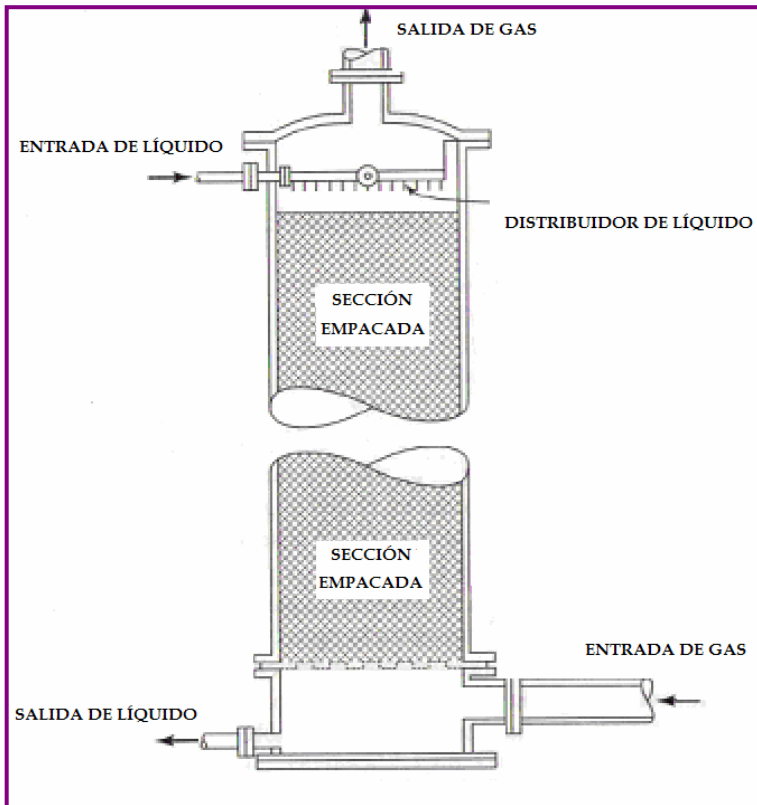 SALIDA DE GAS
ENTRADA DE LÍQUIDO
DISTRIBUIDOR DE LÍQUIDO
SECCIÓN
EMPACADA
SECCIÓN
EMPACADA
ENTRADA DE GAS
SALIDA DE LÍQUIDO